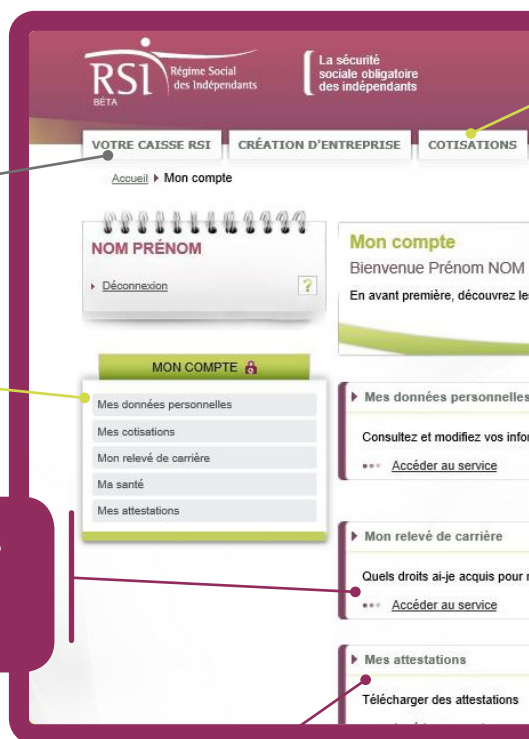 RSI
Régime Social
des Indépendants
BÉTA
La sécurité
sociale obligatoire
des indépendants
VOTRE CAISSE RSI
CRÉATION D'ENTREPRISE
COTISATIONS
Accueil Mon compte
NOM PRÉNOM
Déconnexion
?
Mon compte
Bienvenue Prénom NOM
En avant première, découvrez
MON COMPTE
Mes données personnelles
Mes cotisations
Mon relevé de carrière
Ma santé
Mes attestations
Mes données personnelles
Consultez et modifiez vos
Accéder au service
Mon relevé de carrière
Quels droits ai-je acquis pour
Accéder au service
Mes attestations
Télécharger des attestations